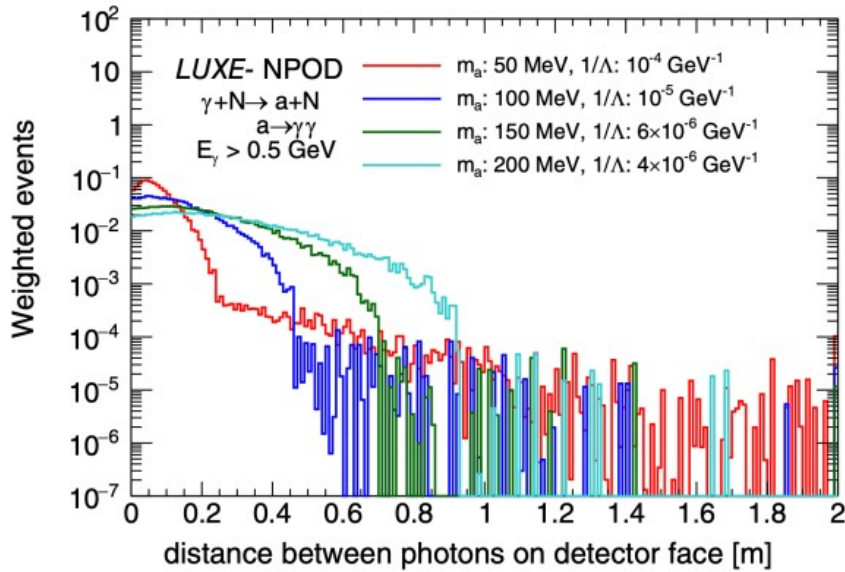 10²
10
1
10⁻¹
10⁻²
10⁻³
10⁻⁴
10⁻⁵
10⁻⁶
10⁻⁷
Weighted events
LUXE- NPOD
γ+N→ a+N
a→γγ
E_γ > 0.5 GeV
mₐ: 50 MeV, 1/Λ: 10⁻⁴ GeV⁻¹
mₐ: 100 MeV, 1/Λ: 10⁻⁵ GeV⁻¹
mₐ: 150 MeV, 1/Λ: 6×10⁻⁶ GeV⁻¹
mₐ: 200 MeV, 1/Λ: 4×10⁻⁶ GeV⁻¹
0 0.2 0.4 0.6 0.8 1 1.2 1.4 1.6 1.8 2
distance between photons on detector face [m]